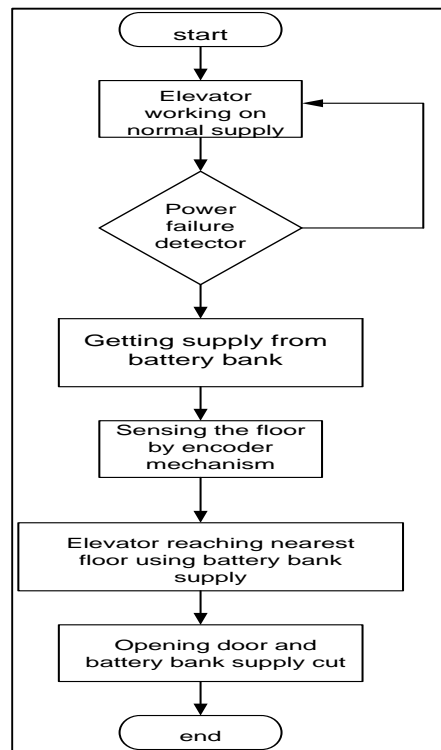 start
Elevator
working on
normal supply
Power
failure
detector
Getting supply from
battery bank
Sensing the floor
by encoder
mechanism
Elevator reaching nearest
floor using battery bank
supply
Opening door and
battery bank supply cut
end